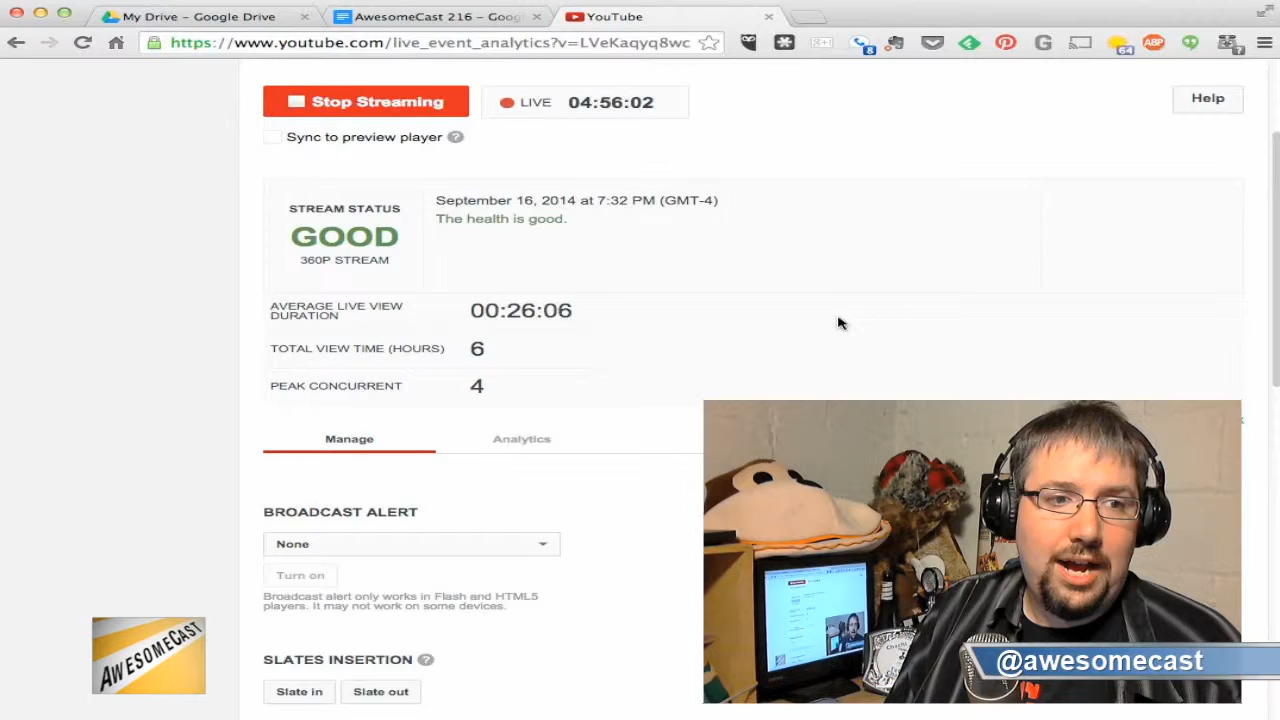 My Drive – Google Drive
AwesomeCast 216 – Goog
YouTube
https://www.youtube.com/live_event_analytics?v=LVeKaqyq8wc
8
64
ABP
?
Stop Streaming
LIVE 04:56:02
Help
Sync to preview player ?
STREAM STATUS
GOOD
360P STREAM
September 16, 2014 at 7:32 PM (GMT-4)
The health is good.
AVERAGE LIVE VIEW
DURATION
00:26:06
TOTAL VIEW TIME (HOURS) 6
PEAK CONCURRENT 4
Manage
Analytics
BROADCAST ALERT
None
Turn on
Broadcast alert only works in Flash and HTML5
players. It may not work on some devices.
SLATES INSERTION ?
Slate in
Slate out
AWESOMECAST
@awesomecast